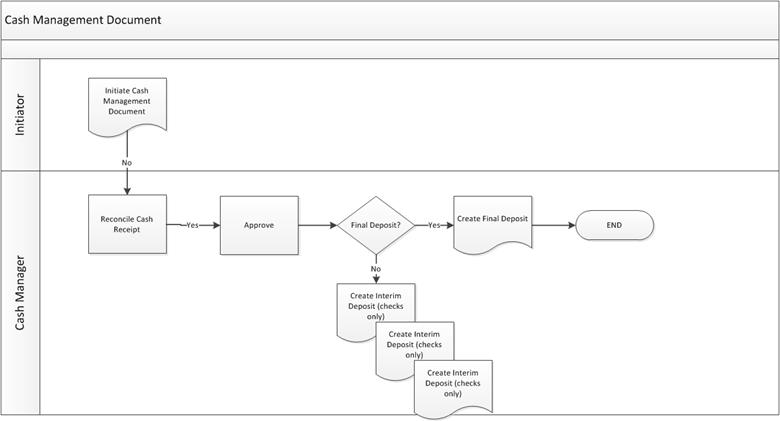 Cash Management Document
Initiator
Initiate Cash
Management
Document
No
Cash Manager
Reconcile Cash
Receipt
Yes
Approve
Final Deposit?
Yes
Create Final Deposit
END
No
Create Interim
Deposit (checks
only)
Create Interim
Deposit (checks
only)
Create Interim
Deposit (checks
only)